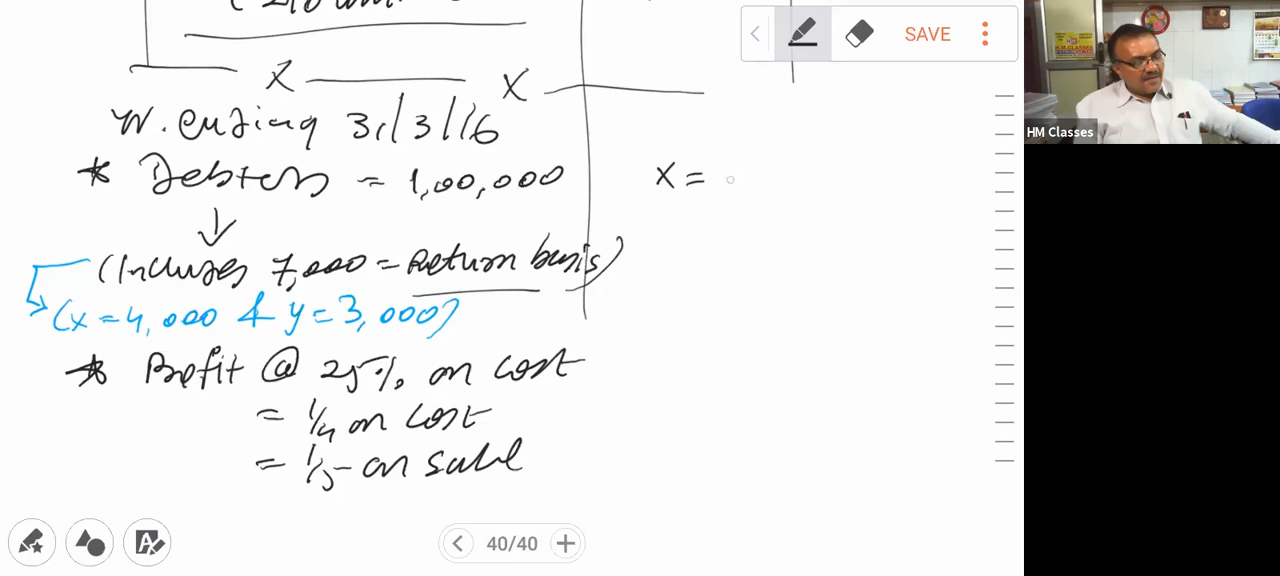 SAVE
HM Classes
ending 31/3/16
* Debtors = 1,00,000
X =
(Includes 7,000 = Return basis)
(x = 4,000 & y = 3,000)
* Profit @ 25% on cost
= 1/4 on cost
= 1/5 on sale
40/40